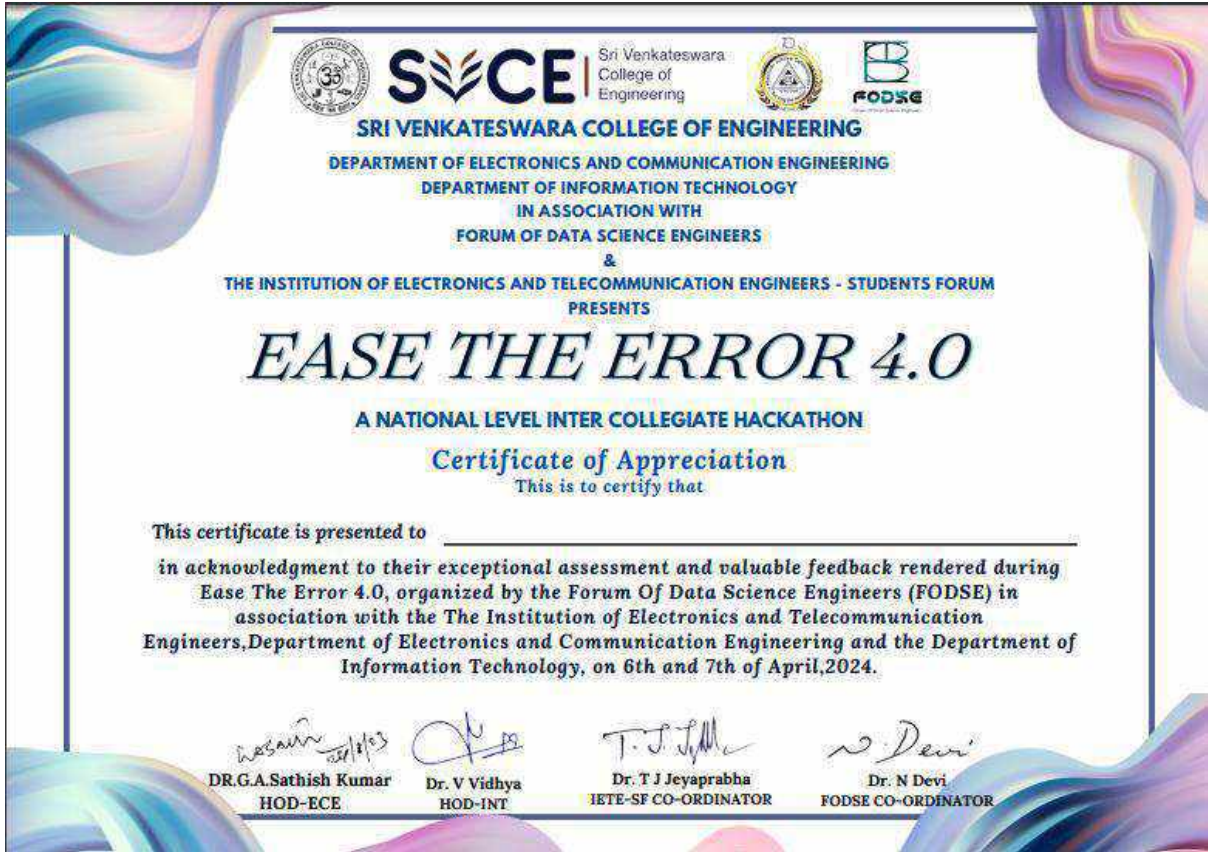 SVCE
Sri Venkateswara
College of
Engineering
FODSE
SRI VENKATESWARA COLLEGE OF ENGINEERING
DEPARTMENT OF ELECTRONICS AND COMMUNICATION ENGINEERING
DEPARTMENT OF INFORMATION TECHNOLOGY
IN ASSOCIATION WITH
FORUM OF DATA SCIENCE ENGINEERS
&
THE INSTITUTION OF ELECTRONICS AND TELECOMMUNICATION ENGINEERS - STUDENTS FORUM
PRESENTS
EASE THE ERROR 4.0
A NATIONAL LEVEL INTER COLLEGIATE HACKATHON
Certificate of Appreciation
This is to certify that
This certificate is presented to
in acknowledgment to their exceptional assessment and valuable feedback rendered during
Ease The Error 4.0, organized by the Forum Of Data Science Engineers (FODSE) in
association with the The Institution of Electronics and Telecommunication
Engineers,Department of Electronics and Communication Engineering and the Department of
Information Technology, on 6th and 7th of April,2024.
N. Devi
DR.G.A.Sathish Kumar
HOD-ECE
Dr. V Vidhya
HOD-INT
Dr. T J Jeyaprabha
IETE-SF CO-ORDINATOR
Dr. N Devi
FODSE CO-ORDINATOR